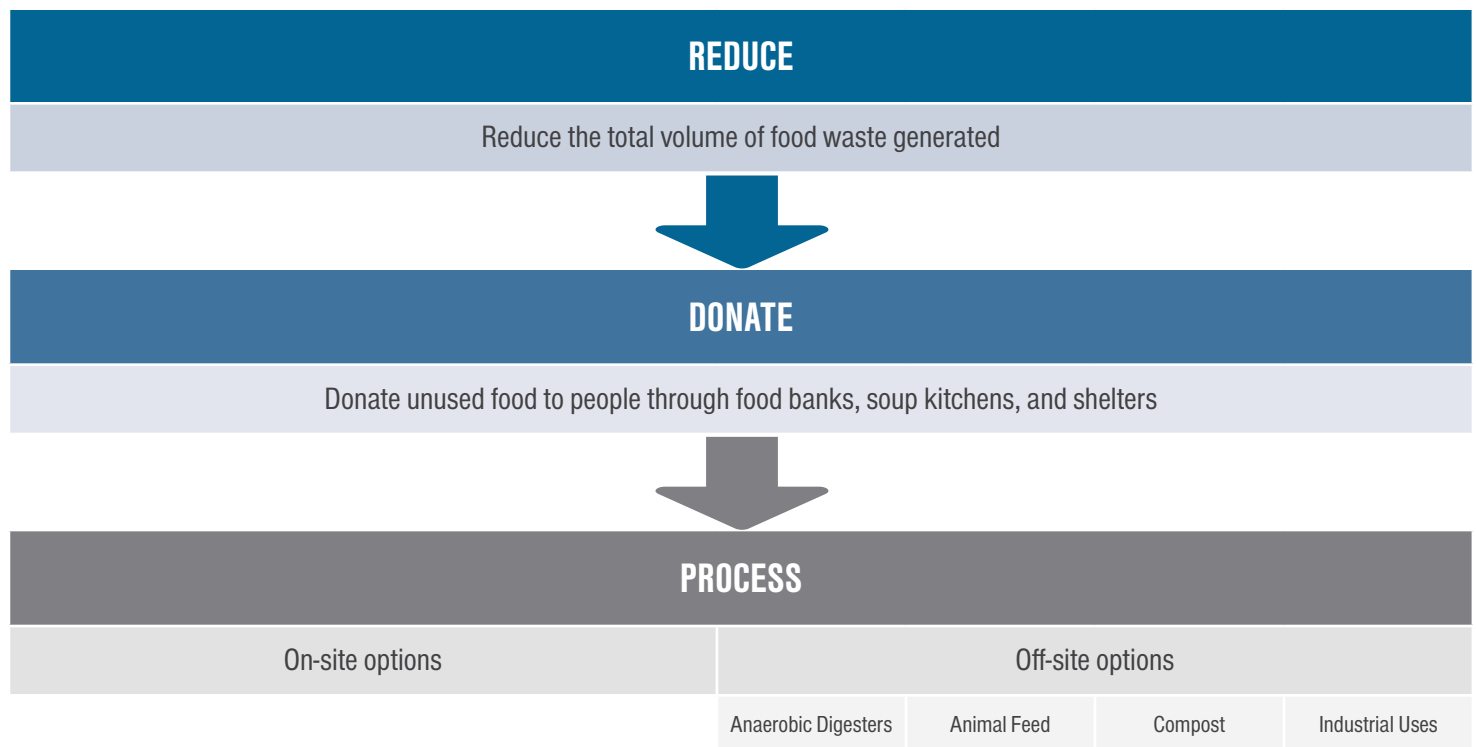 REDUCE
Reduce the total volume of food waste generated
DONATE
Donate unused food to people through food banks, soup kitchens, and shelters
PROCESS
On-site options
Off-site options
Anaerobic Digesters
Animal Feed
Compost
Industrial Uses